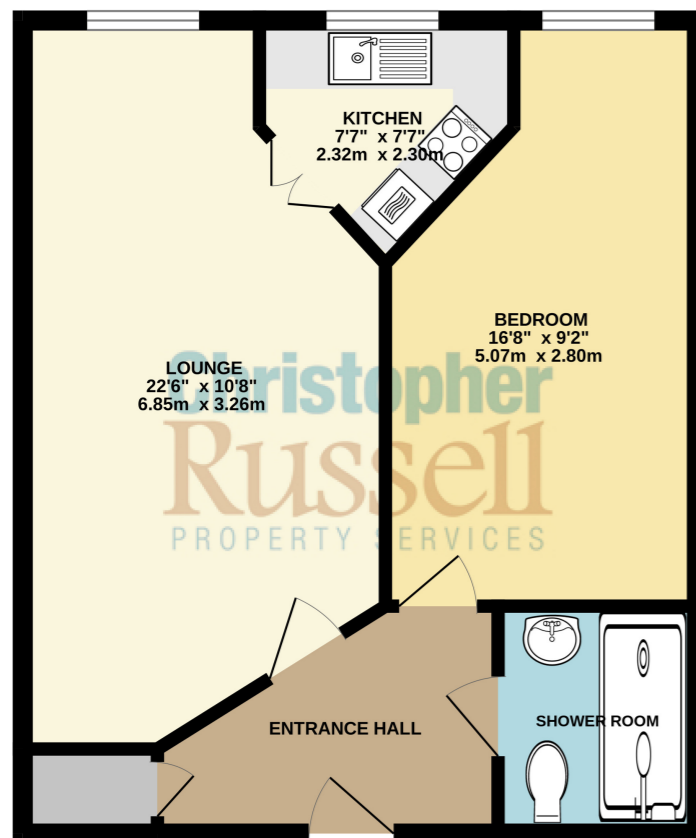 KITCHEN
7'7" x 7'7"
2.32m x 2.30m
BEDROOM
16'8" x 9'2"
5.07m x 2.80m
LOUNGE
22'6" x 10'8"
6.85m x 3.26m
Christopher
Russell
PROPERTY SERVICES
ENTRANCE HALL
SHOWER ROOM